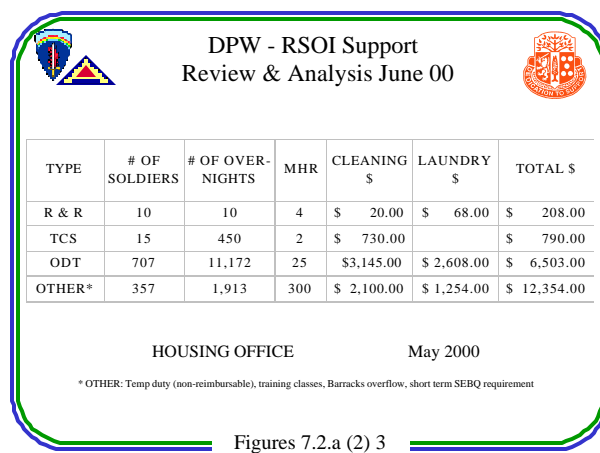 DPW - RSOI Support
Review & Analysis June 00
DEDICATION TO SUPPORT
TYPE # OF SOLDIERS # OF OVER-NIGHTS MHR CLEANING $ LAUNDRY $ TOTAL $
R & R 10 10 4 $ 20.00 $ 68.00 $ 208.00
TCS 15 450 2 $ 730.00 $ 790.00
ODT 707 11,172 25 $3,145.00 $ 2,608.00 $ 6,503.00
OTHER* 357 1,913 300 $ 2,100.00 $ 1,254.00 $ 12,354.00
HOUSING OFFICE May 2000
* OTHER: Temp duty (non-reimbursable), training classes, Barracks overflow, short term SEBQ requirement
Figures 7.2.a (2) 3